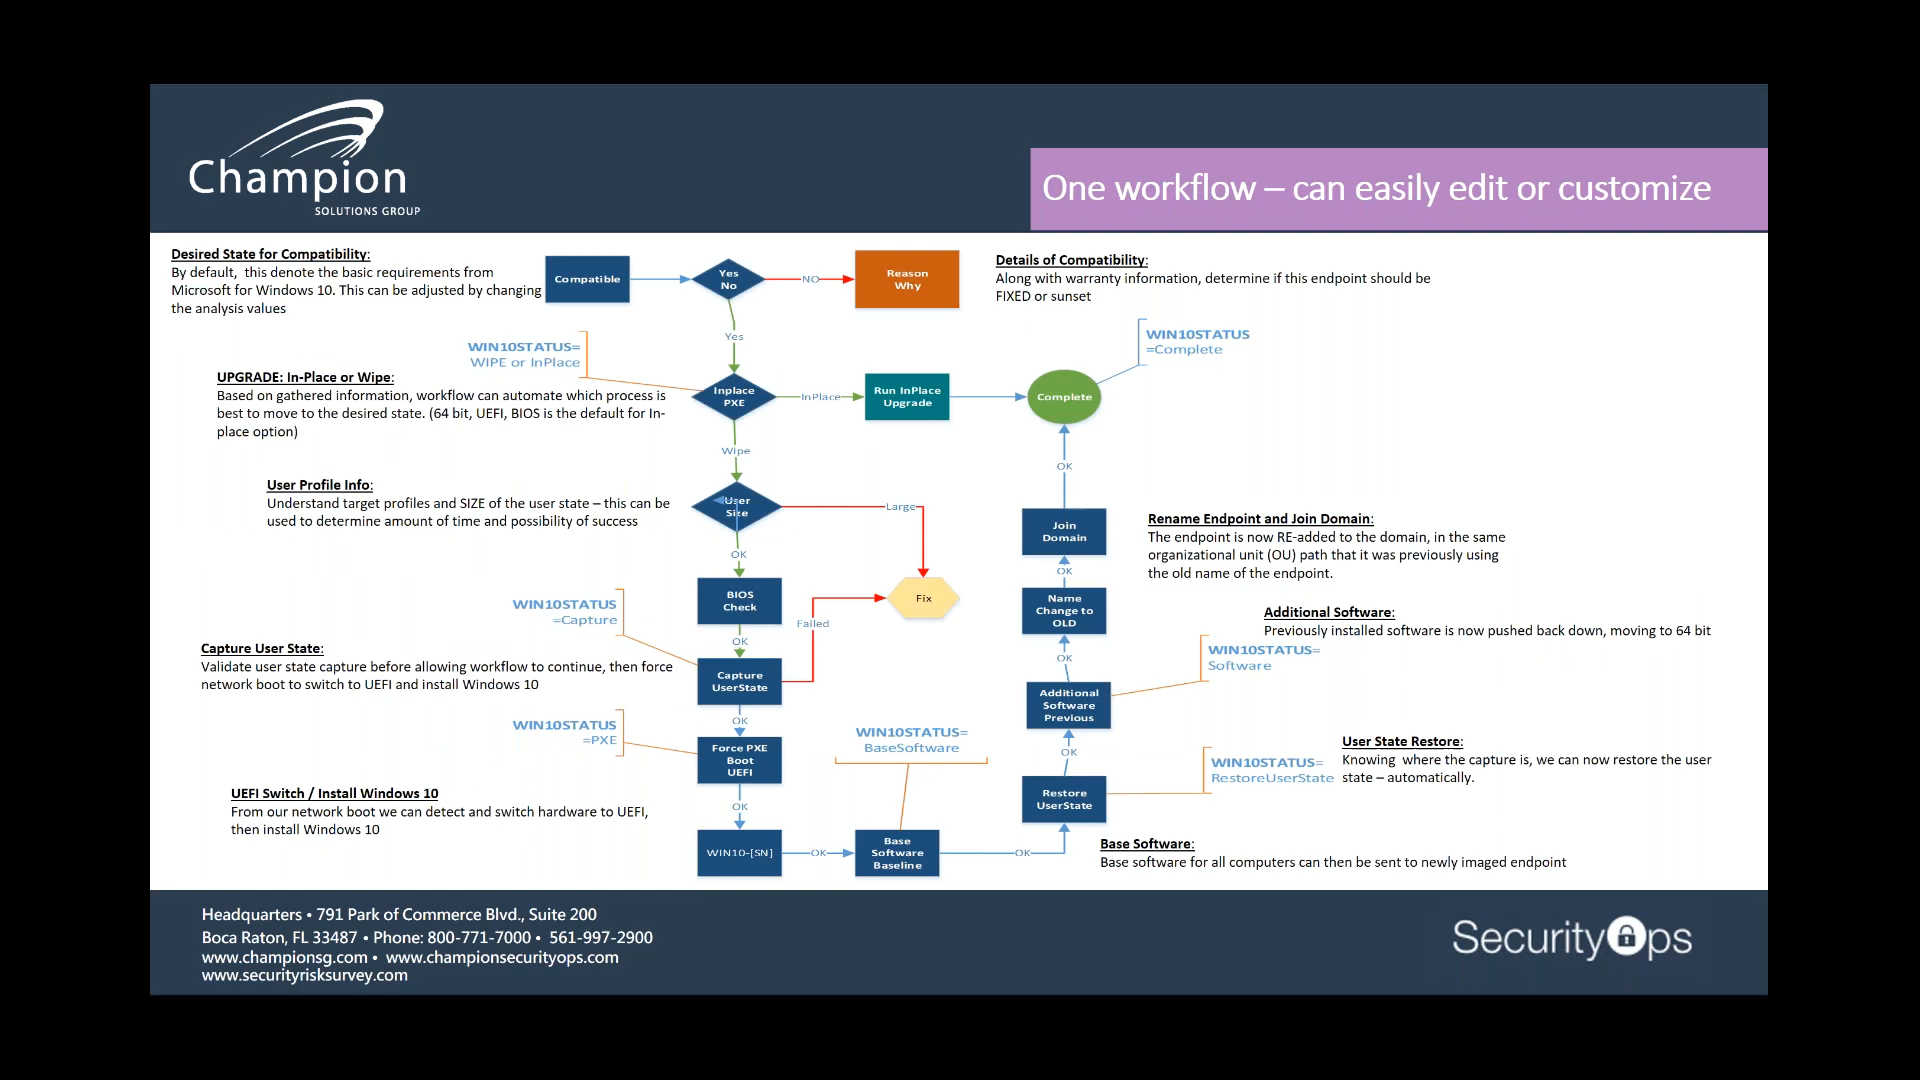 Champion
SOLUTIONS GROUP
One workflow – can easily edit or customize
Desired State for Compatibility:
By default,  this denote the basic requirements from
Microsoft for Windows 10. This can be adjusted by changing
the analysis values
Compatible
Yes
No
NO
Reason
Why
Details of Compatibility:
Along with warranty information, determine if this endpoint should be
FIXED or sunset
Yes
WIN10STATUS=
WIPE or InPlace
WIN10STATUS
=Complete
UPGRADE: In-Place or Wipe:
Based on gathered information, workflow can automate which process is
best to move to the desired state. (64 bit, UEFI, BIOS is the default for In-
place option)
Inplace
PXE
InPlace
Run InPlace
Upgrade
Complete
Wipe
OK
User Profile Info:
Understand target profiles and SIZE of the user state – this can be
used to determine amount of time and possibility of success
User
Size
Large
Join
Domain
Rename Endpoint and Join Domain:
The endpoint is now RE-added to the domain, in the same
organizational unit (OU) path that it was previously using
the old name of the endpoint.
OK
OK
BIOS
Check
Fix
Name
Change to
OLD
WIN10STATUS
=Capture
Failed
Additional Software:
Previously installed software is now pushed back down, moving to 64 bit
OK
OK
WIN10STATUS=
Software
Capture User State:
Validate user state capture before allowing workflow to continue, then force
network boot to switch to UEFI and install Windows 10
Capture
UserState
Additional
Software
Previous
OK
WIN10STATUS
=PXE
WIN10STATUS=
BaseSoftware
OK
Force PXE
Boot
UEFI
User State Restore:
Knowing  where the capture is, we can now restore the user
state – automatically.
WIN10STATUS=
RestoreUserState
Restore
UserState
UEFI Switch / Install Windows 10
From our network boot we can detect and switch hardware to UEFI,
then install Windows 10
OK
WIN10-[SN]
OK
Base
Software
Baseline
OK
Base Software:
Base software for all computers can then be sent to newly imaged endpoint
Headquarters • 791 Park of Commerce Blvd., Suite 200
Boca Raton, FL 33487 • Phone: 800-771-7000 •  561-997-2900
www.championsg.com •  www.championsecurityops.com
www.securityrisksurvey.com
SecurityOps